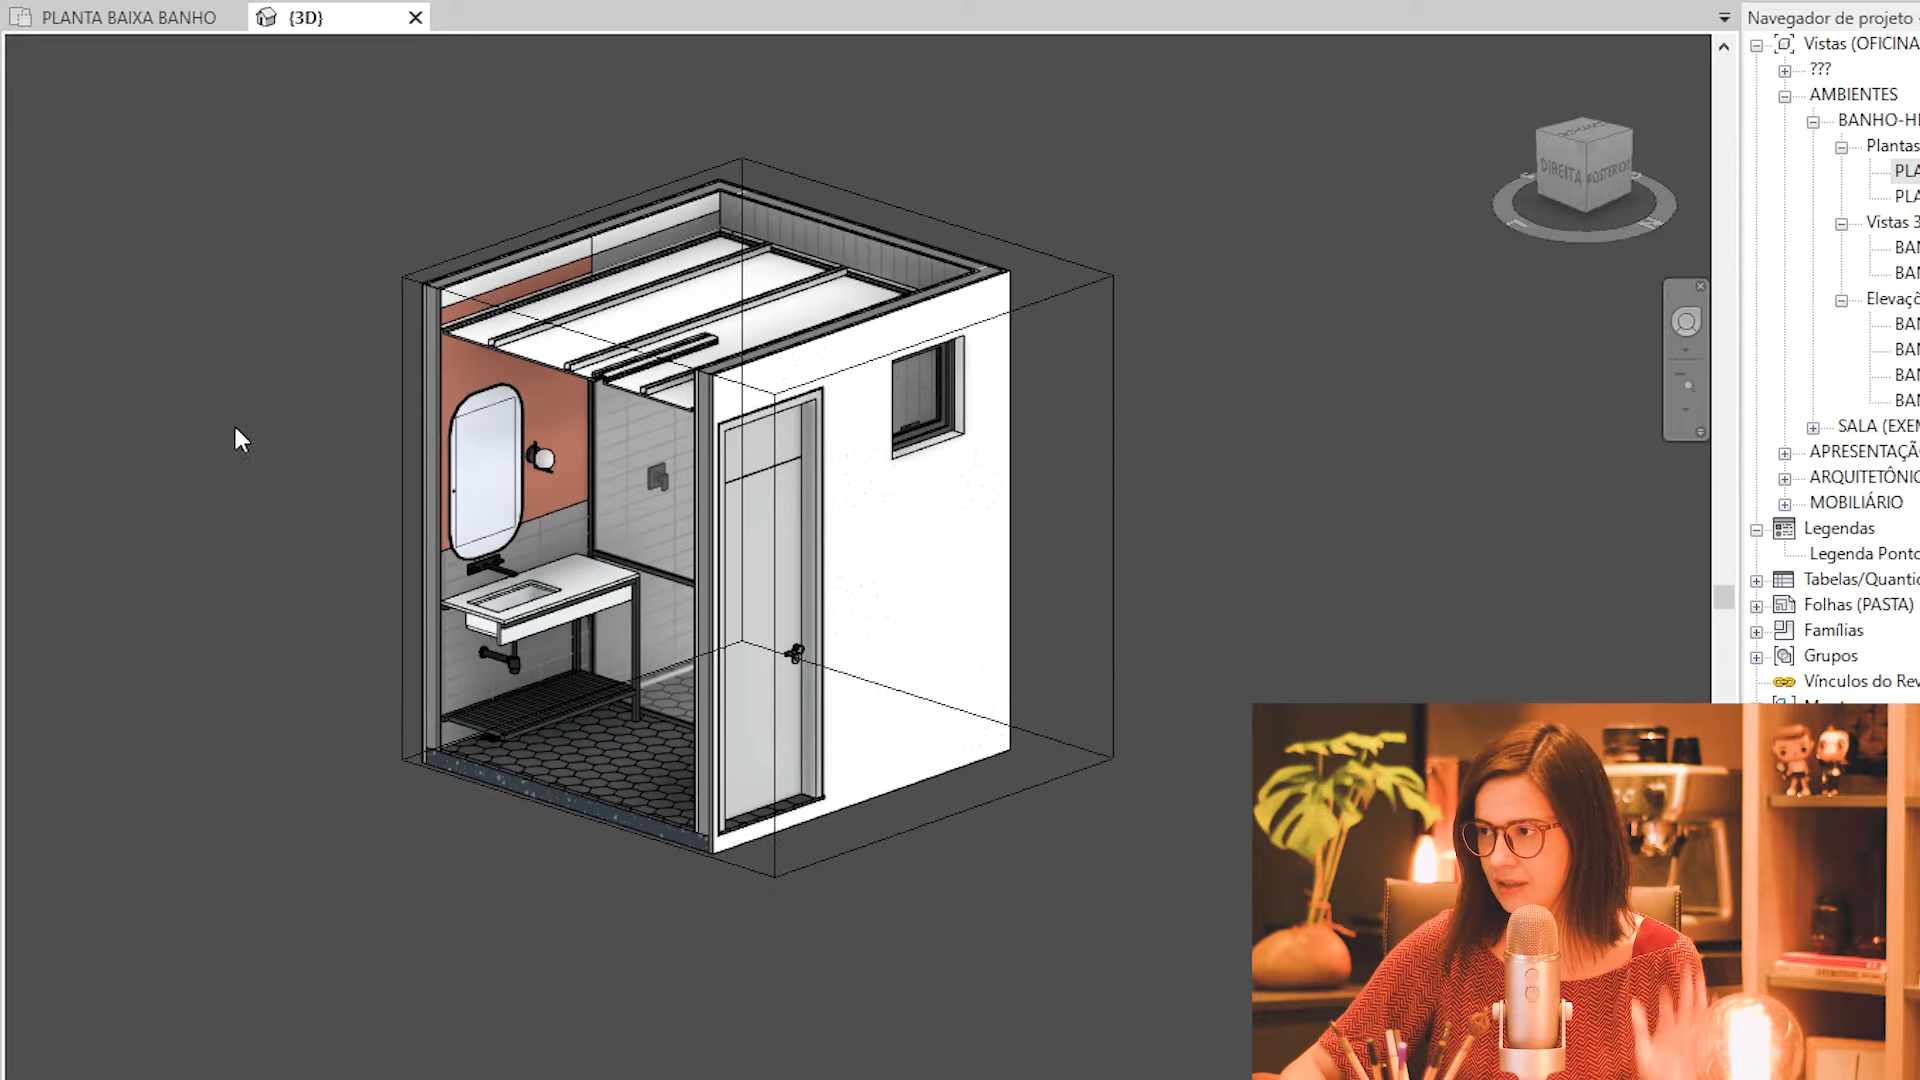 PLANTA BAIXA BANHO
{3D}
Navegador de projeto -
Vistas (OFICINA
???
AMBIENTES
BANHO-HI
Plantas
PLA
PLA
Vistas 3
BAN
BAN
Elevaçõ
BAN
BAN
BAN
BAN
SALA (EXEM
APRESENTAÇÃ
ARQUITETÔNIC
MOBILIÁRIO
Legendas
Legenda Ponto
Tabelas/Quantid
Folhas (PASTA)
Famílias
Grupos
Vínculos do Rev
DIREITA
POSTERIOR